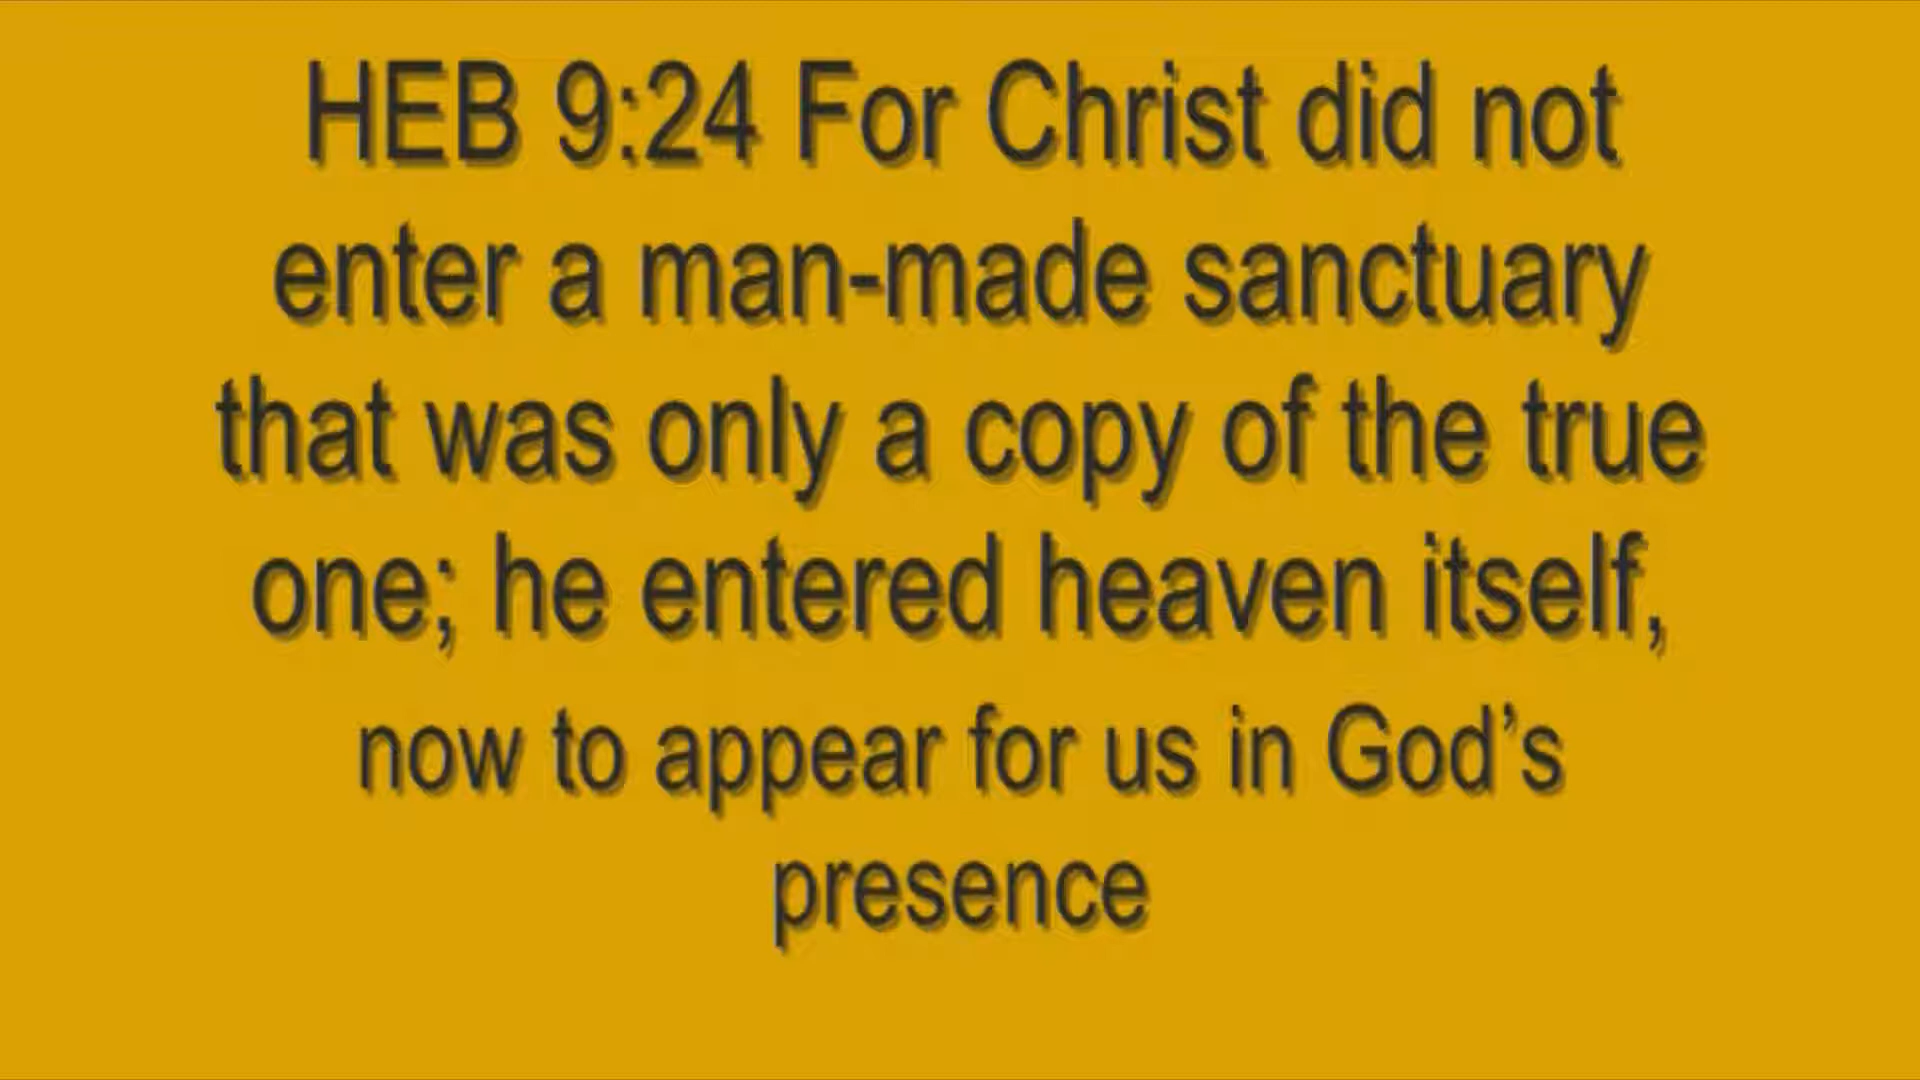 HEB 9:24 For Christ did not
enter a man-made sanctuary
that was only a copy of the true
one; he entered heaven itself,
now to appear for us in God’s
presence